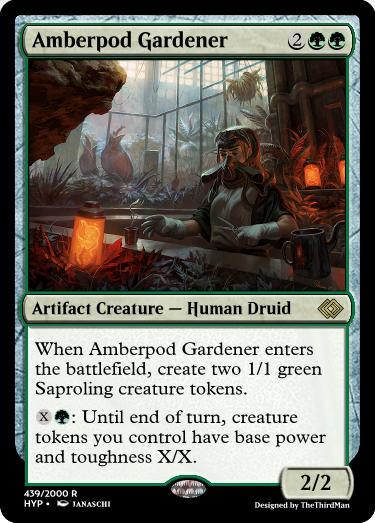 Amberpod Gardener 2
Artifact Creature — Human Druid
When Amberpod Gardener enters
the battlefield, create two 1/1 green
Saproling creature tokens.
X: Until end of turn, creature
tokens you control have base power
and toughness X/X.
2/2
439/2000 R
HYP • JANASCHI
Designed by TheThirdMan